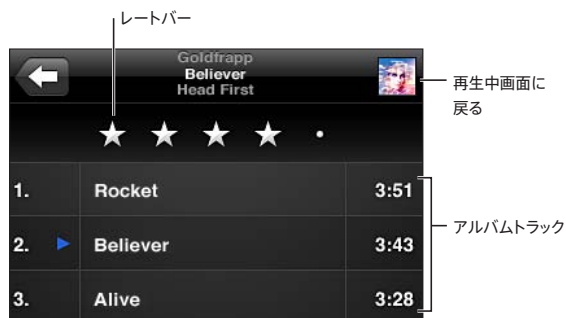 レートバー
Goldfrapp
Believer
Head First
再生中画面に
戻る
1. Rocket 3:51
2. Believer 3:43
アルバムトラック
3. Alive 3:28